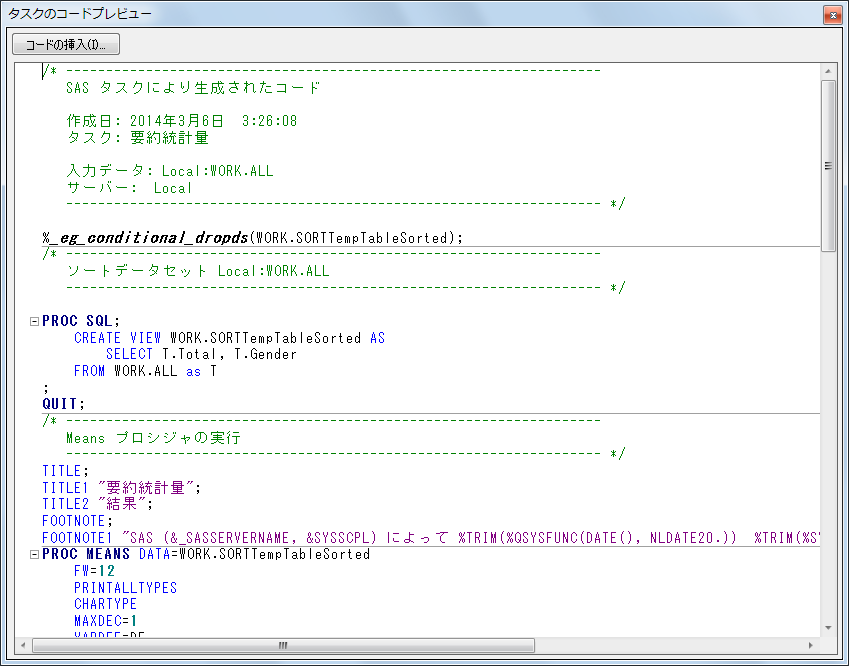 タスクのコードプレビュー
コードの挿入(I)...
/* -------------------------------------------------------------------
SAS タスクにより生成されたコード
作成日: 2014年3月6日  3:26:08
タスク: 要約統計量
入力データ: Local:WORK.ALL
サーバー:  Local
------------------------------------------------------------------- */
%_eg_conditional_dropds(WORK.SORTTempTableSorted);
/* -------------------------------------------------------------------
ソートデータセット Local:WORK.ALL
------------------------------------------------------------------- */
PROC SQL;
CREATE VIEW WORK.SORTTempTableSorted AS
SELECT T.Total, T.Gender
FROM WORK.ALL as T
;
QUIT;
/* -------------------------------------------------------------------
Means プロシジャの実行
------------------------------------------------------------------- */
TITLE;
TITLE1 "要約統計量";
TITLE2 "結果";
FOOTNOTE;
FOOTNOTE1 "SAS (&_SASSERVERNAME, &SYSSCPL) によって %TRIM(%QSYSFUNC(DATE(), NLDATE20.))  %TRIM(%S
PROC MEANS DATA=WORK.SORTTempTableSorted
FW=12
PRINTALLTYPES
CHARTYPE
MAXDEC=1